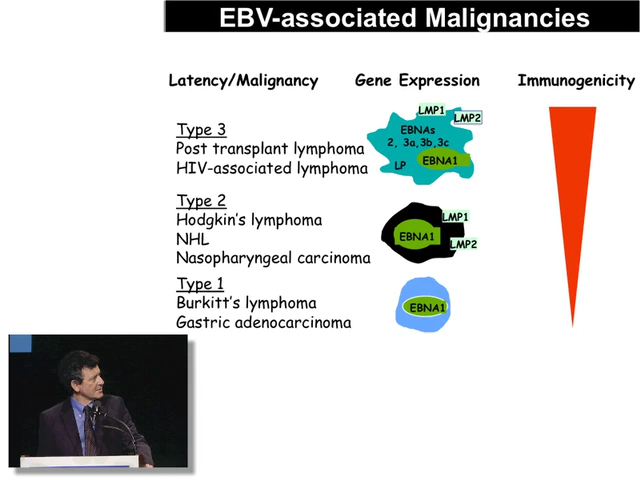 EBV-associated Malignancies
Latency/Malignancy
Gene Expression
Immunogenicity
Type 3
Post transplant lymphoma
HIV-associated lymphoma
LMP1
LMP2
EBNAs
2, 3a,3b,3c
LP
EBNA1
Type 2
Hodgkin's lymphoma
NHL
Nasopharyngeal carcinoma
LMP1
EBNA1
LMP2
Type 1
Burkitt's lymphoma
Gastric adenocarcinoma
EBNA1